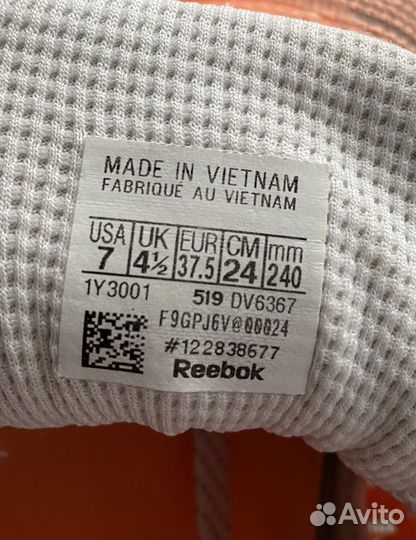 MADE IN VIETNAM
FABRIQUÉ AU VIETNAM
USA UK EUR CM mm
7 4½ 37.5 24 240
1Y3001 519 DV6367
F9GPJ6V@00024
#122838677
Reebok
Avito